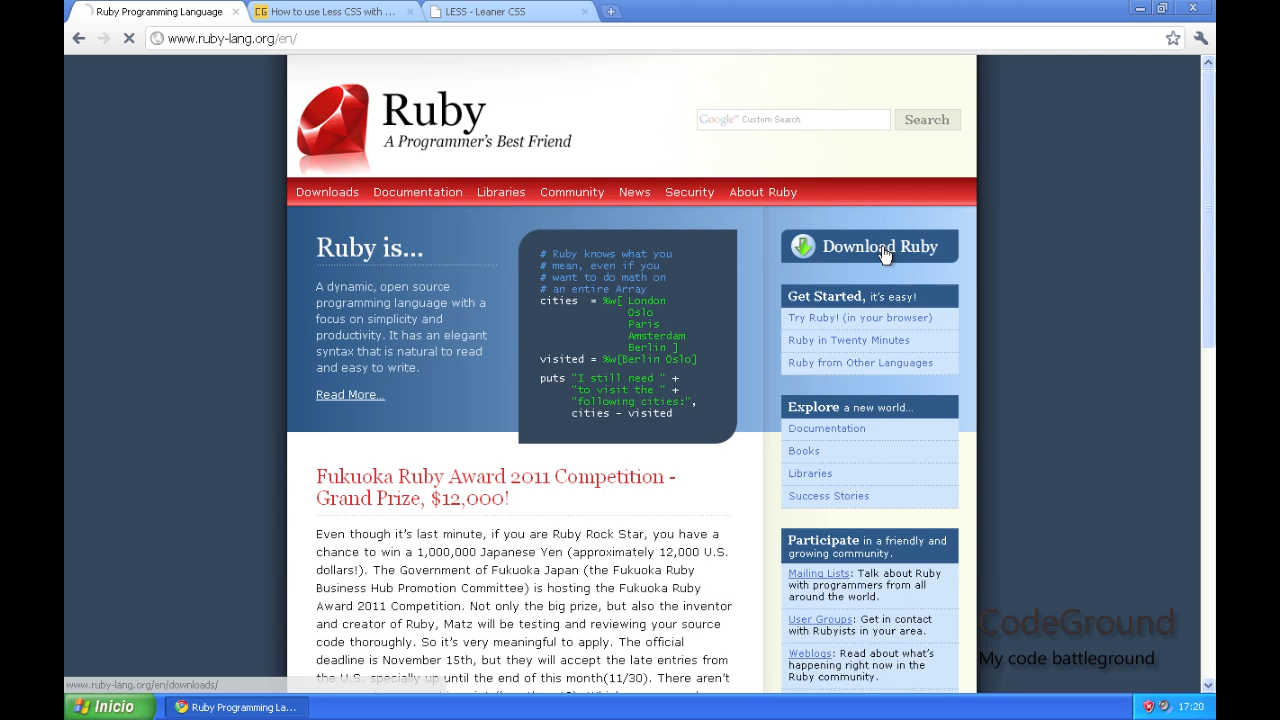 Ruby Programming Language
How to use Less CSS with ...
LESS - Leaner CSS
www.ruby-lang.org/en/
Ruby
A Programmer's Best Friend
Google™ Custom Search
Search
Downloads Documentation Libraries Community News Security About Ruby
Ruby is...
A dynamic, open source
programming language with a
focus on simplicity and
productivity. It has an elegant
syntax that is natural to read
and easy to write.
Read More...
# Ruby knows what you
# mean, even if you
# want to do math on
# an entire Array
cities = %w[ London
Oslo
Paris
Amsterdam
Berlin ]
visited = %w[Berlin Oslo]
puts "I still need " +
"to visit the " +
"following cities:",
cities - visited
Download Ruby
Get Started, it's easy!
Try Ruby! (in your browser)
Ruby in Twenty Minutes
Ruby from Other Languages
Explore a new world...
Documentation
Books
Libraries
Success Stories
Participate in a friendly and
growing community.
Mailing Lists: Talk about Ruby
with programmers from all
around the world.
User Groups: Get in contact
with Rubyists in your area.
Weblogs: Read about what's
happening right now in the
Ruby community.
Fukuoka Ruby Award 2011 Competition -
Grand Prize, $12,000!
Even though it's last minute, if you are Ruby Rock Star, you have a
chance to win a 1,000,000 Japanese Yen (approximately 12,000 U.S.
dollars!). The Government of Fukuoka Japan (the Fukuoka Ruby
Business Hub Promotion Committee) is hosting the Fukuoka Ruby
Award 2011 Competition. Not only the big prize, but also the inventor
and creator of Ruby, Matz will be testing and reviewing your source
code thoroughly. So it's very meaningful to apply. The official
deadline is November 15th, but they will accept the late entries from
the U.S. specially up until the end of this month(11/30). There aren't
CodeGround
My code battleground
www.ruby-lang.org/en/downloads/
Inicio
Ruby Programming La...
17:20